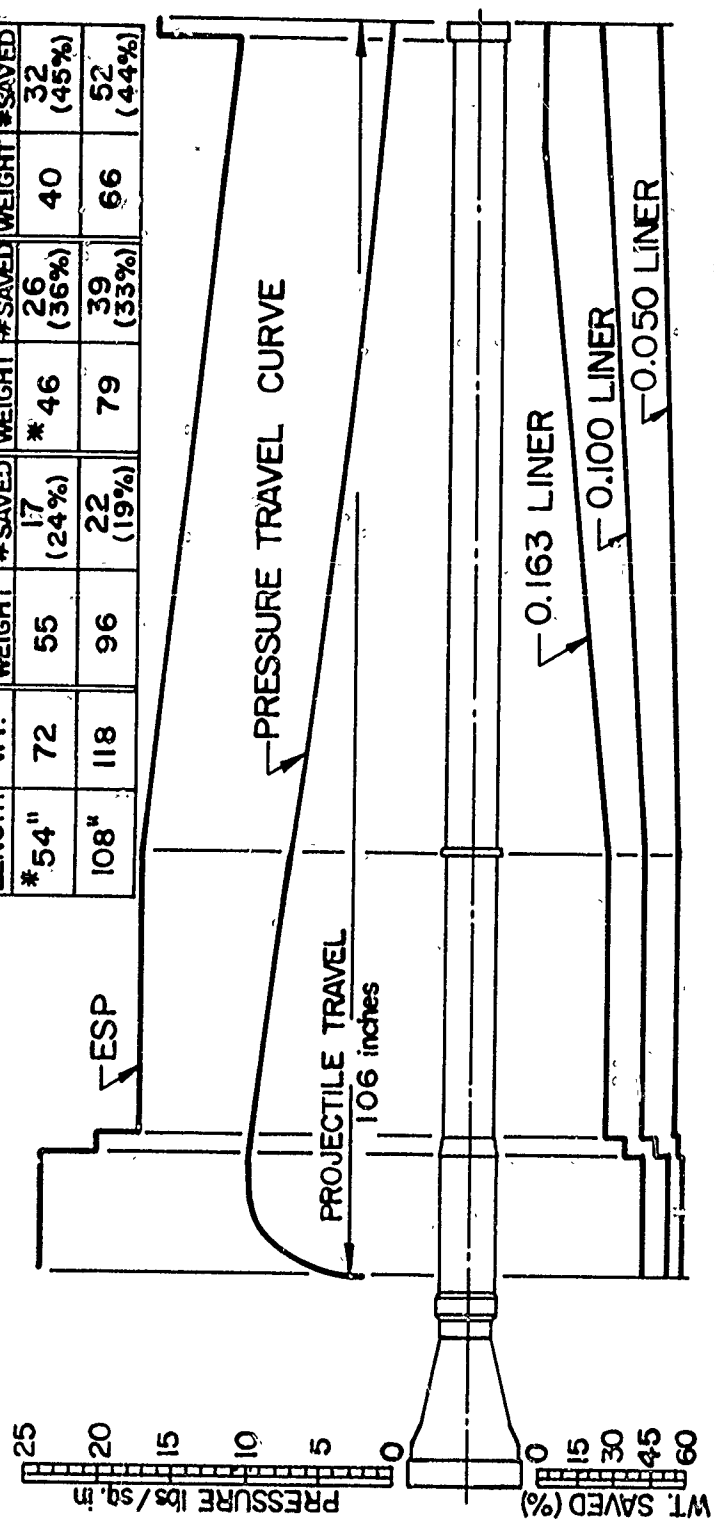 WEIGHT #SAVED WEIGHT #SAVED WEIGHT #SAVED
*54" 72 55 17 (24%) *46 26 (36%) 40 32 (45%)
108" 118 96 22 (19%) 79 39 (33%) 66 52 (44%)
ESP
PRESSURE TRAVEL CURVE
PROJECTILE TRAVEL
106 inches
0.163 LINER
0.100 LINER
0.050 LINER
25
20
15
10
5
0
PRESSURE lbs/sq. in
0
15
30
45
60
WT. SAVED (%)